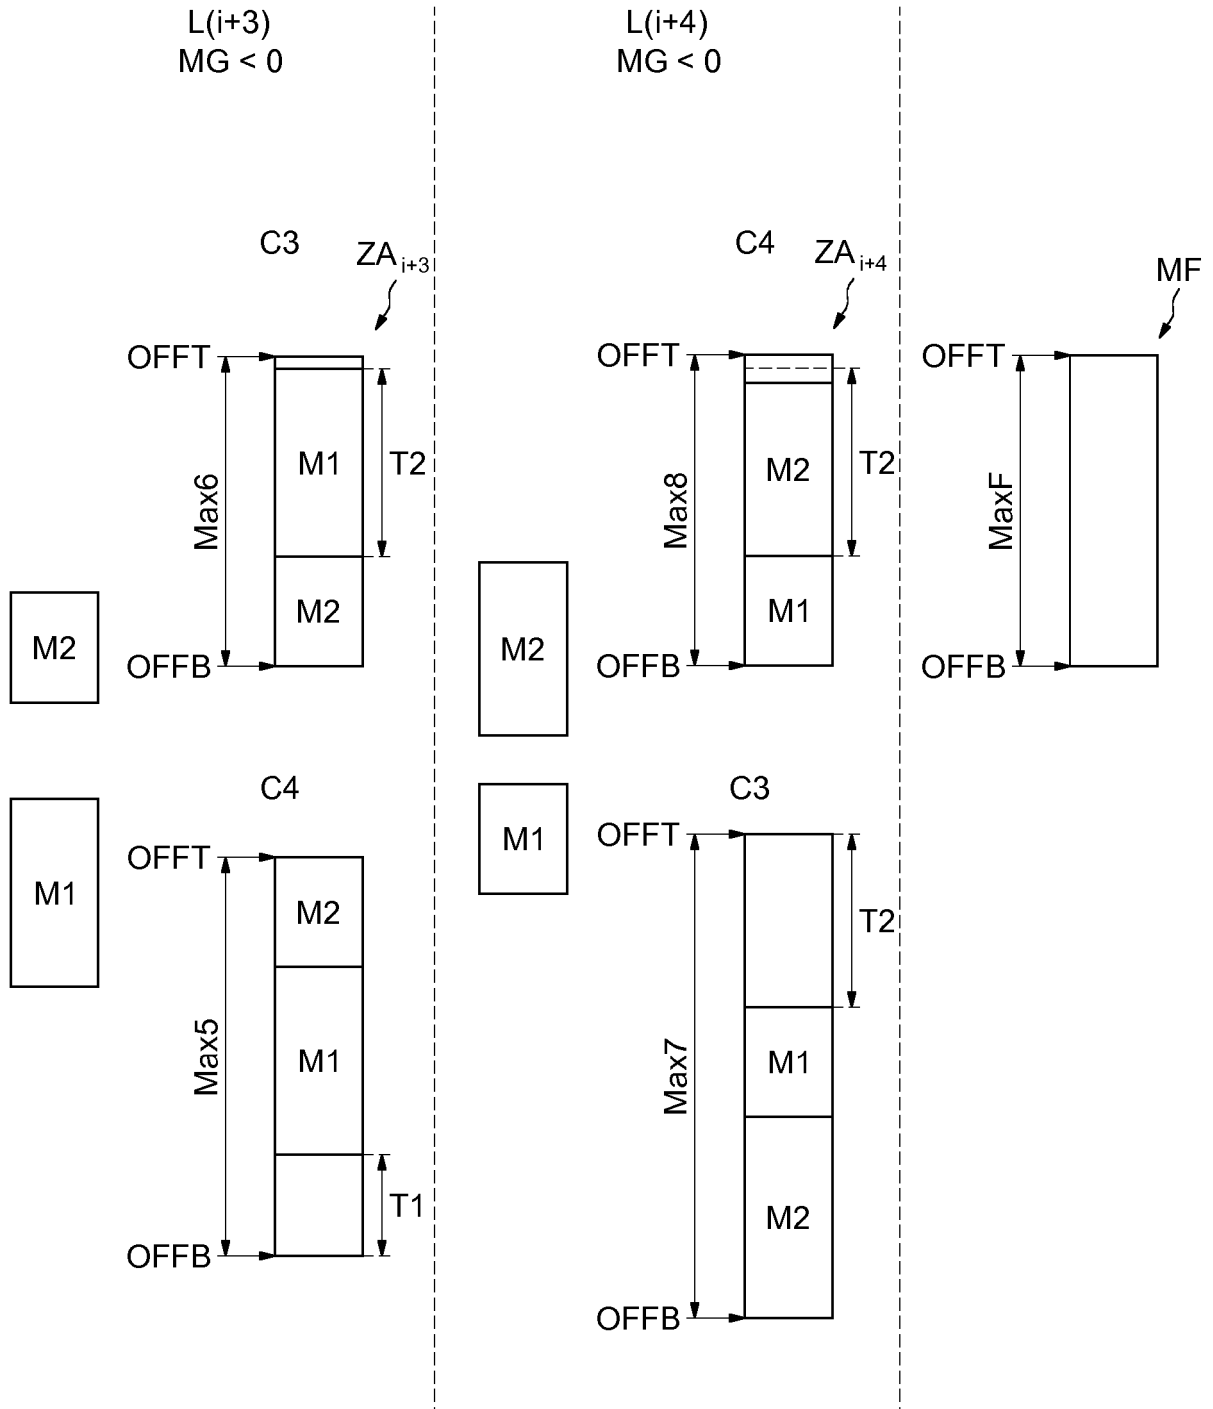 L(i+3)
MG < 0
C3
ZA i+3
OFFT
M1
T2
Max6
M2
OFFB
M2
C4
OFFT
M2
M1
Max5
M1
T1
OFFB
L(i+4)
MG < 0
C4
ZA i+4
OFFT
M2
T2
Max8
M1
OFFB
M2
C3
OFFT
M1
T2
Max7
M1
M2
OFFB
MF
OFFT
MaxF
OFFB